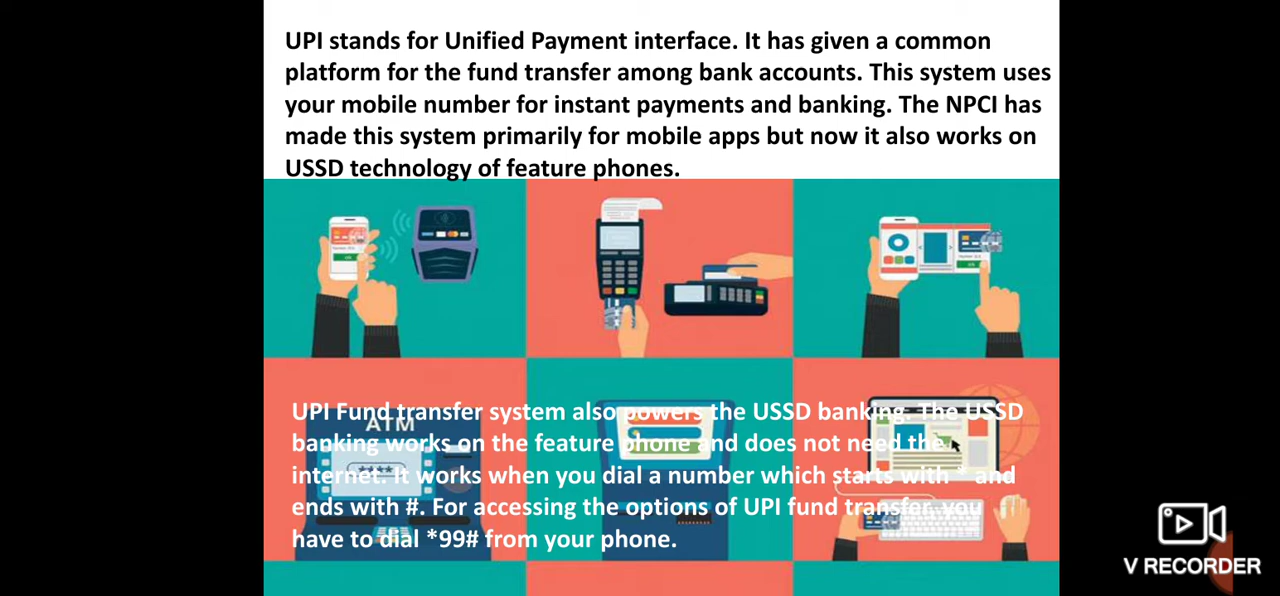 UPI stands for Unified Payment interface. It has given a common
platform for the fund transfer among bank accounts. This system uses
your mobile number for instant payments and banking. The NPCI has
made this system primarily for mobile apps but now it also works on
USSD technology of feature phones.
UPI Fund transfer system also powers the USSD banking. The USSD
ATM
banking works on the feature phone and does not need the
****
internet. It works when you dial a number which starts with * and
ends with #. For accessing the options of UPI fund transfer, you
have to dial *99# from your phone.
V RECORDER